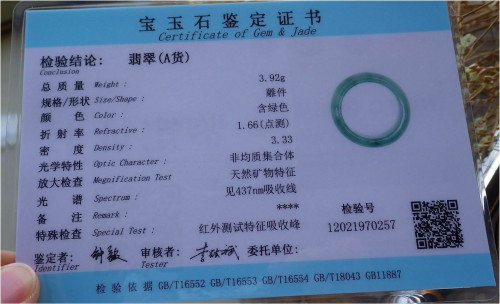 宝玉石鉴定证书
Certificate of Gem & Jade
检验结论: 翡翠(A货)
Conclusion
总质量 Weight: 3.92g
规格/形状 Size/Shape: 雕件
颜色 Color: 含绿色
折射率 Refractive: 1.66(点测)
密度 Density: 3.33
光学特性 Optic Character: 非均质集合体
放大检查 Megnification Test 天然矿物特征
光谱 Spectrum: 见437nm吸收线
备注 Remark: ****
特殊检查 Special Test: 红外测试特征吸收峰
检验号
12021970257
鉴定者: 审核者: 委托单位:
Identifier Tester
检验依据 GB/T16552 GB/T16553 GB/T16554 GB/T18043 GB11887